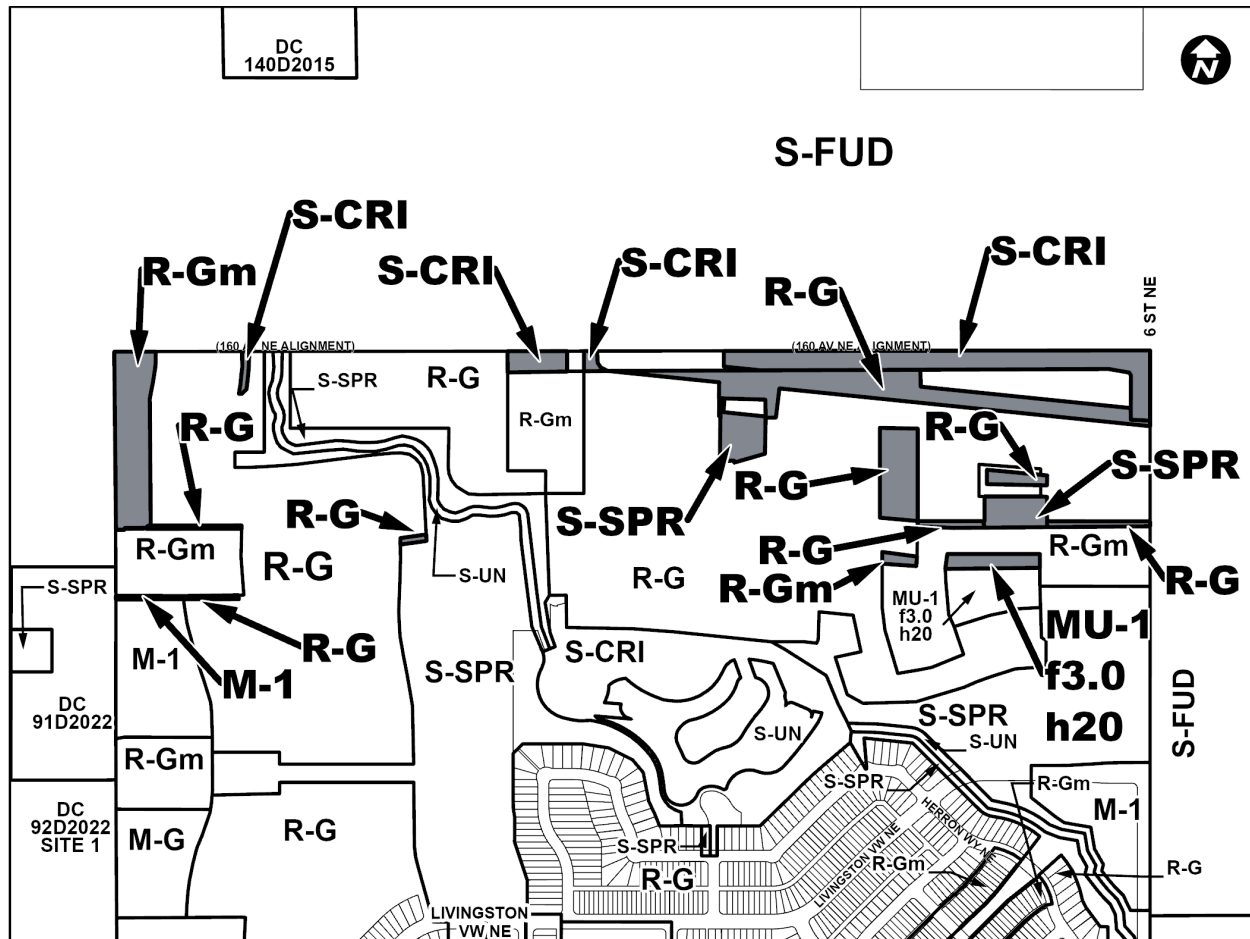 DC
140D2015
N
S-FUD
S-CRI
R-Gm
S-CRI
S-CRI
R-G
S-CRI
6 ST NE
(160 A NE ALIGNMENT)
(160 AV NE ALIGNMENT)
S-SPR
R-G
R-Gm
R-G
R-G
S-SPR
R-G
R-G
S-SPR
R-Gm
R-G
S-UN
R-G
R-G
R-Gm
R-Gm
R-G
S-SPR
MU-1
f3.0
h20
MU-1
f3.0
h20
M-1
R-G
M-1
S-CRI
S-SPR
DC
91D2022
S-SPR
S-UN
S-UN
S-FUD
R-Gm
S-SPR
R-Gm
M-1
DC
92D2022
SITE 1
M-G
R-G
S-SPR
HERRON WY NE
LIVINGSTON VW NE
R-Gm
R-G
R-G
LIVINGSTON
VW NE